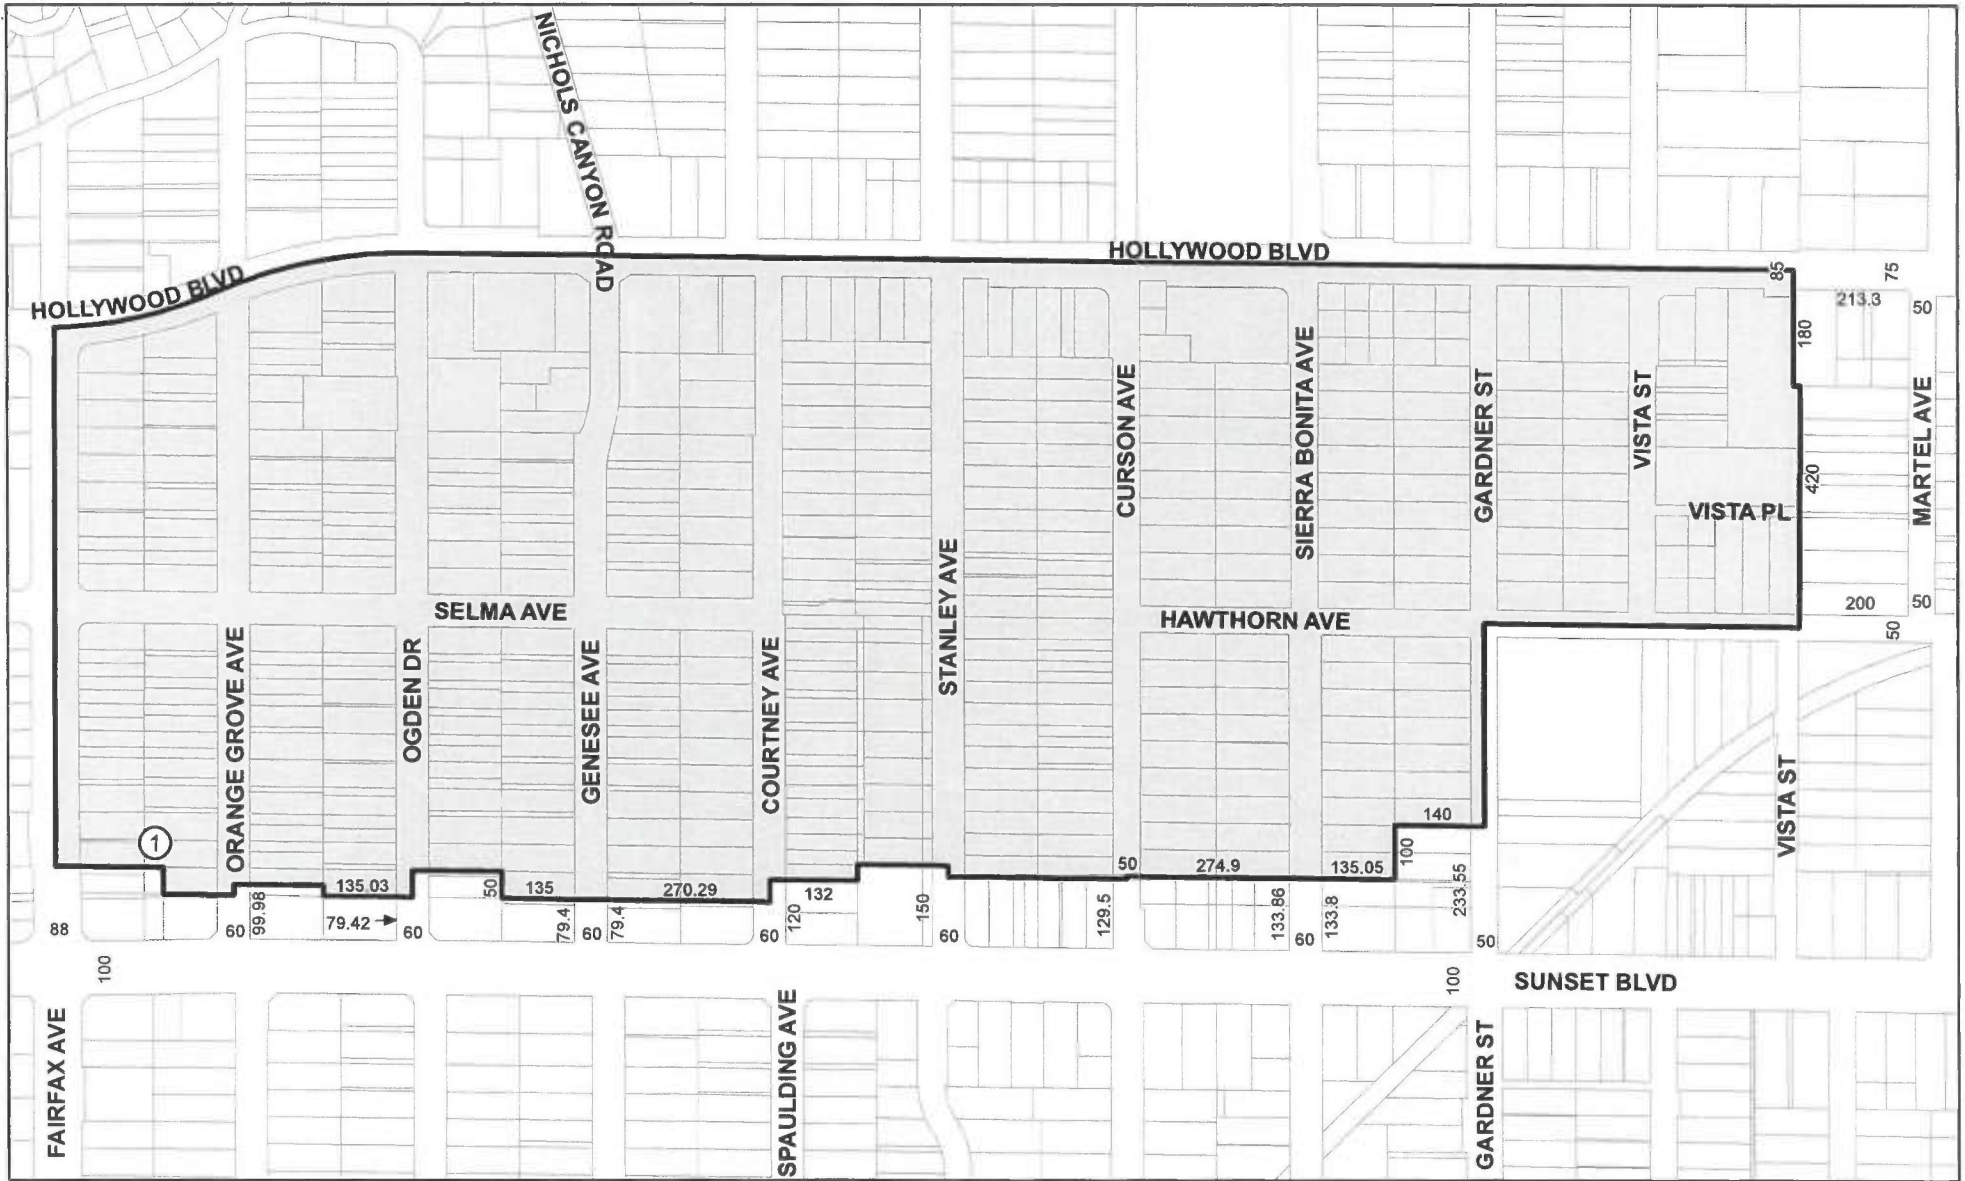 NICHOLS CANYON ROAD
HOLLYWOOD BLVD
HOLLYWOOD BLVD
85
75
213.3
50
180
ORANGE GROVE AVE
OGDEN DR
SELMA AVE
GENESEE AVE
COURTNEY AVE
STANLEY AVE
CURSON AVE
SIERRA BONITA AVE
GARDNER ST
VISTA ST
VISTA PL
420
MARTEL AVE
HAWTHORN AVE
200
50
50
1
140
100
135.03
50
135
270.29
132
50
274.9
135.05
88
60
99.98
79.42
60
79.4
60
79.4
60
120
150
60
129.5
133.86
60
133.8
233.55
50
VISTA ST
100
100
SUNSET BLVD
FAIRFAX AVE
SPAULDING AVE
GARDNER ST